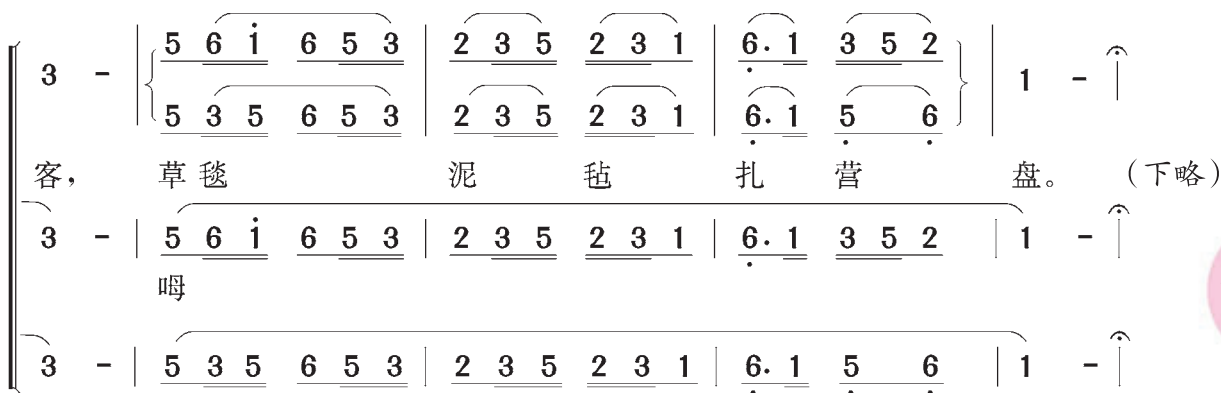 3 - | 5 6 i̇ 6 5 3 | 2 3 5 2 3 1 | 6̣. 1 3 5 2 | 1 -
5 3 5 6 5 3 | 2 3 5 2 3 1 | 6̣. 1 5̣ 6̣
客， 草 毯 泥 毡 扎 营 盘。 （下略）
3 - | 5 6 i̇ 6 5 3 | 2 3 5 2 3 1 | 6̣. 1 3 5 2 | 1 -
呣
3 - | 5 3 5 6 5 3 | 2 3 5 2 3 1 | 6̣. 1 5̣ 6̣ | 1 -